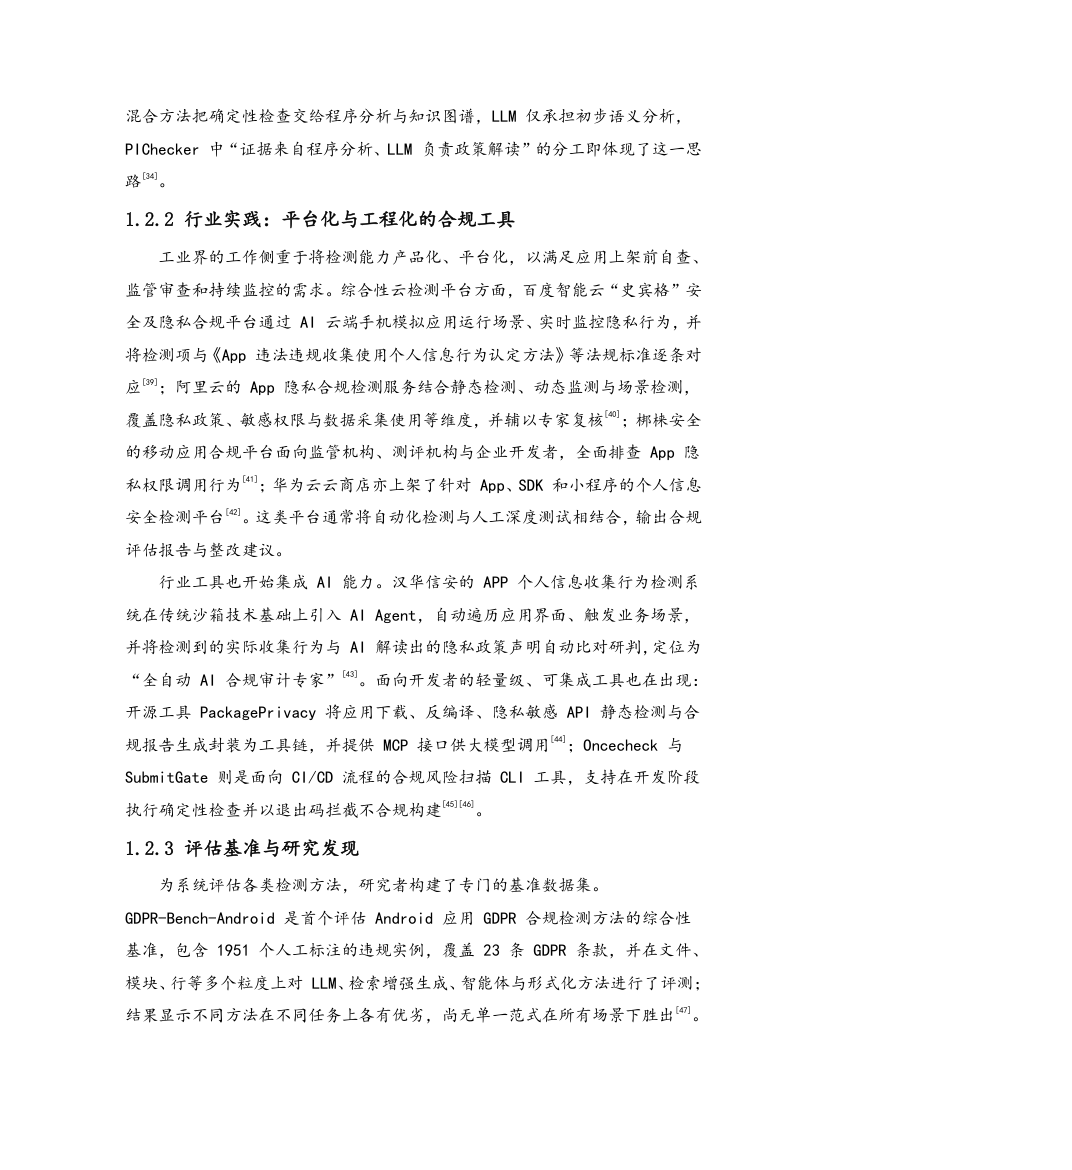 混合方法把确定性检查交给程序分析与知识图谱，LLM 仅承担初步语义分析，
PIChecker 中“证据来自程序分析、LLM 负责政策解读”的分工即体现了这一思
路[34]。
1.2.2 行业实践：平台化与工程化的合规工具
工业界的工作侧重于将检测能力产品化、平台化，以满足应用上架前自查、
监管审查和持续监控的需求。综合性云检测平台方面，百度智能云“史宾格”安
全及隐私合规平台通过 AI 云端手机模拟应用运行场景、实时监控隐私行为，并
将检测项与《App 违法违规收集使用个人信息行为认定方法》等法规标准逐条对
应[39]；阿里云的 App 隐私合规检测服务结合静态检测、动态监测与场景检测，
覆盖隐私政策、敏感权限与数据采集使用等维度，并辅以专家复核[40]；梆梆安全
的移动应用合规平台面向监管机构、测评机构与企业开发者，全面排查 App 隐
私权限调用行为[41]；华为云云商店亦上架了针对 App、SDK 和小程序的个人信息
安全检测平台[42]。这类平台通常将自动化检测与人工深度测试相结合，输出合规
评估报告与整改建议。
行业工具也开始集成 AI 能力。汉华信安的 APP 个人信息收集行为检测系
统在传统沙箱技术基础上引入 AI Agent，自动遍历应用界面、触发业务场景，
并将检测到的实际收集行为与 AI 解读出的隐私政策声明自动比对研判，定位为
“全自动 AI 合规审计专家”[43]。面向开发者的轻量级、可集成工具也在出现：
开源工具 PackagePrivacy 将应用下载、反编译、隐私敏感 API 静态检测与合
规报告生成封装为工具链，并提供 MCP 接口供大模型调用[44]；Oncecheck 与
SubmitGate 则是面向 CI/CD 流程的合规风险扫描 CLI 工具，支持在开发阶段
执行确定性检查并以退出码拦截不合规构建[45][46]。
1.2.3 评估基准与研究发现
为系统评估各类检测方法，研究者构建了专门的基准数据集。
GDPR-Bench-Android 是首个评估 Android 应用 GDPR 合规检测方法的综合性
基准，包含 1951 个人工标注的违规实例，覆盖 23 条 GDPR 条款，并在文件、
模块、行等多个粒度上对 LLM、检索增强生成、智能体与形式化方法进行了评测；
结果显示不同方法在不同任务上各有优劣，尚无单一范式在所有场景下胜出[47]。